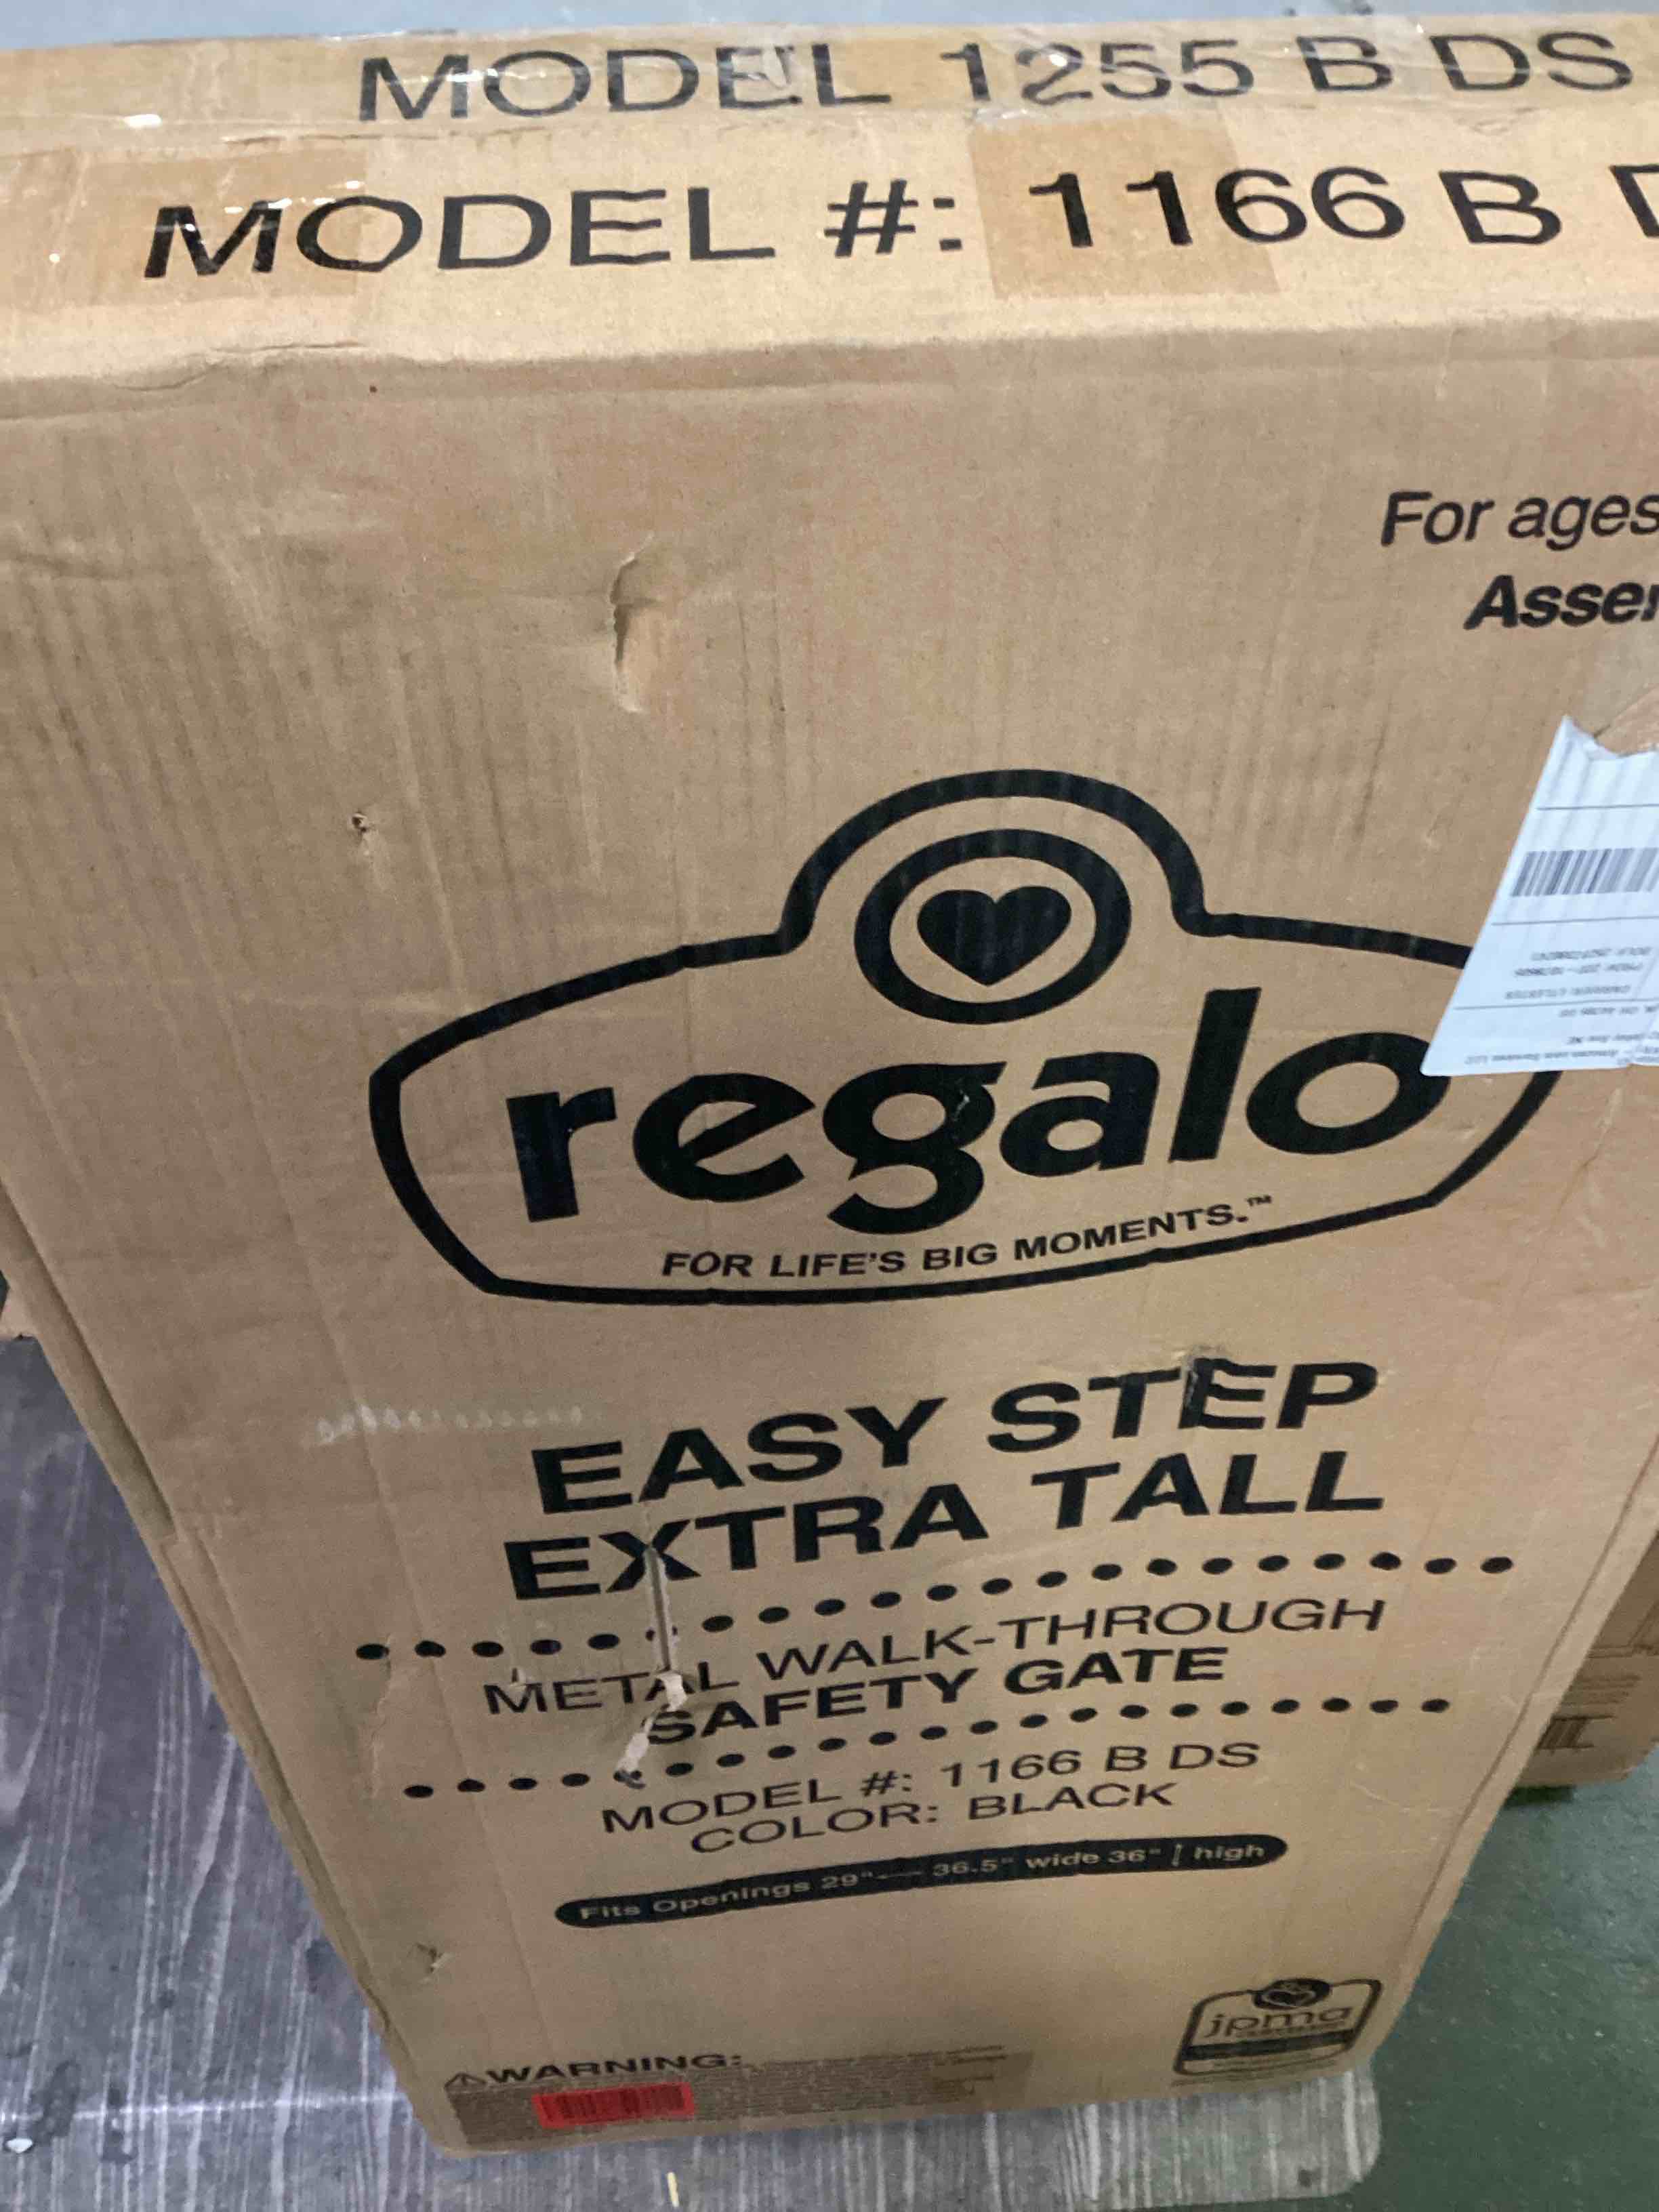 MODEL 1255 B DS
MODEL #: 1166 B
For ages
regalo
FOR LIFE'S BIG MOMENTS.™
EASY STEP
EXTRA TALL
METAL WALK-THROUGH
SAFETY GATE
MODEL #: 1166 B DS
COLOR: BLACK
Fits Openings 29"— 36.5" wide 36" high
jpma
WARNING: